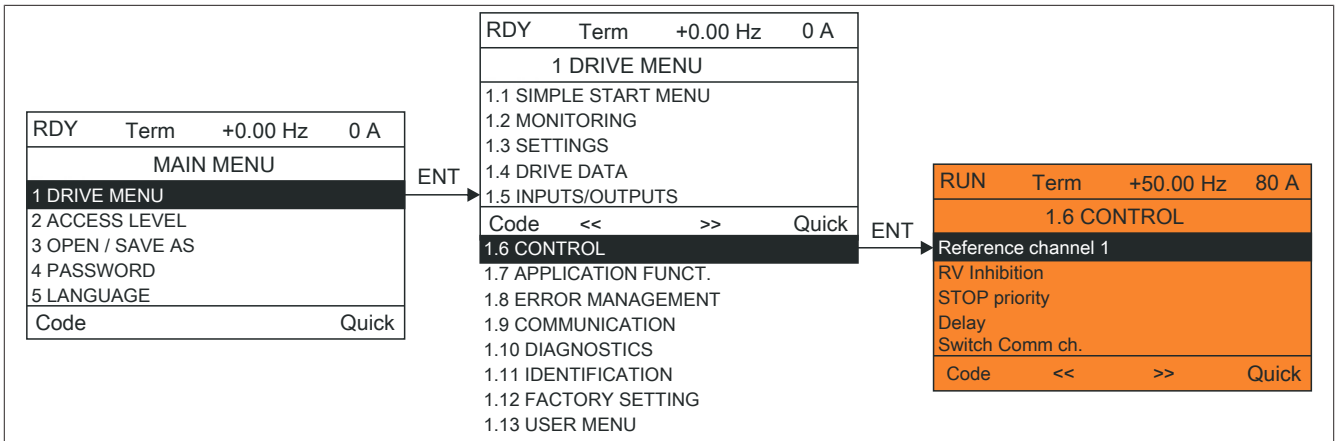 RDY Term +0.00 Hz 0 A
MAIN MENU
1 DRIVE MENU
2 ACCESS LEVEL
3 OPEN / SAVE AS
4 PASSWORD
5 LANGUAGE
Code Quick
ENT
RDY Term +0.00 Hz 0 A
1 DRIVE MENU
1.1 SIMPLE START MENU
1.2 MONITORING
1.3 SETTINGS
1.4 DRIVE DATA
1.5 INPUTS/OUTPUTS
Code << >> Quick
1.6 CONTROL
1.7 APPLICATION FUNCT.
1.8 ERROR MANAGEMENT
1.9 COMMUNICATION
1.10 DIAGNOSTICS
1.11 IDENTIFICATION
1.12 FACTORY SETTING
1.13 USER MENU
ENT
RUN Term +50.00 Hz 80 A
1.6 CONTROL
Reference channel 1
RV Inhibition
STOP priority
Delay
Switch Comm ch.
Code << >> Quick